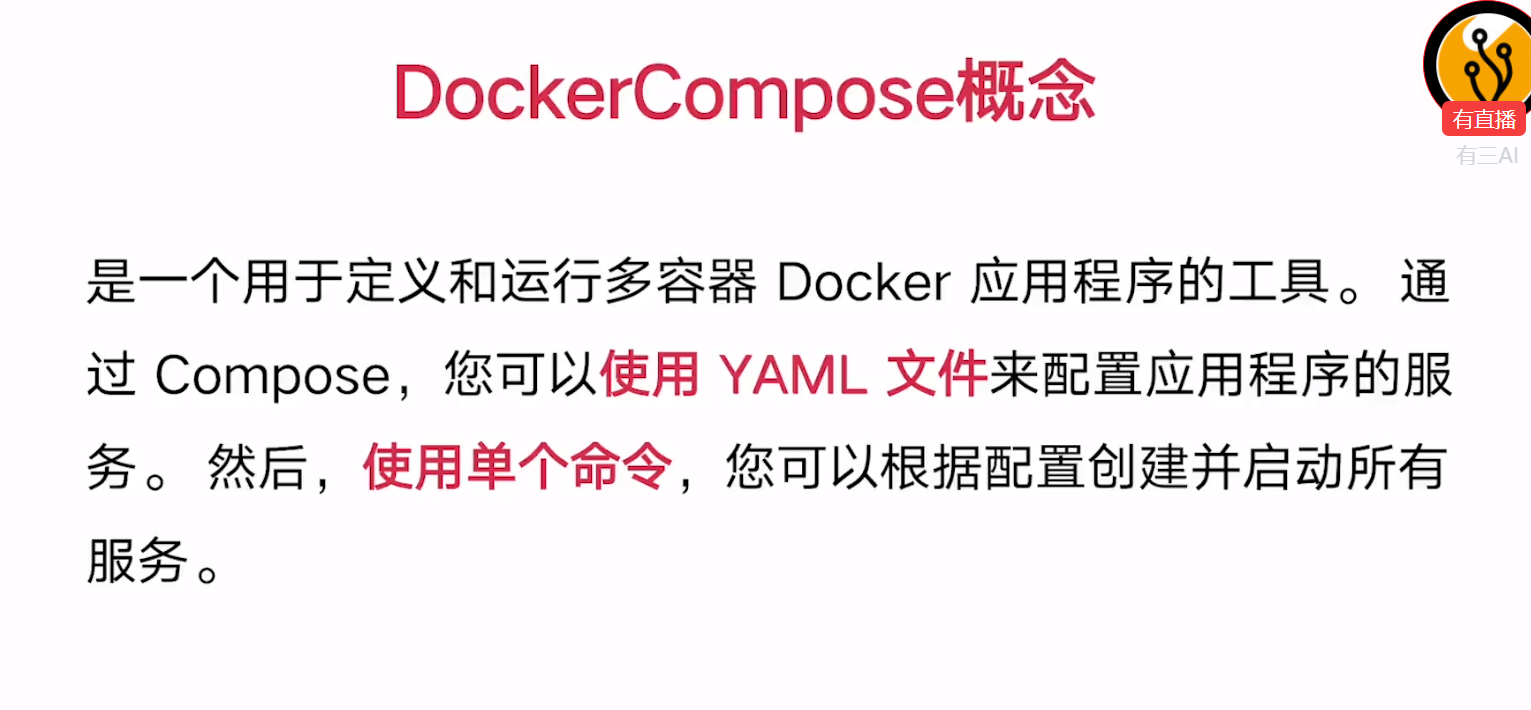 DockerCompose概念
有直播
有三AI
是一个用于定义和运行多容器 Docker 应用程序的工具。 通
过 Compose，您可以使用 YAML 文件来配置应用程序的服
务。 然后，使用单个命令，您可以根据配置创建并启动所有
服务。